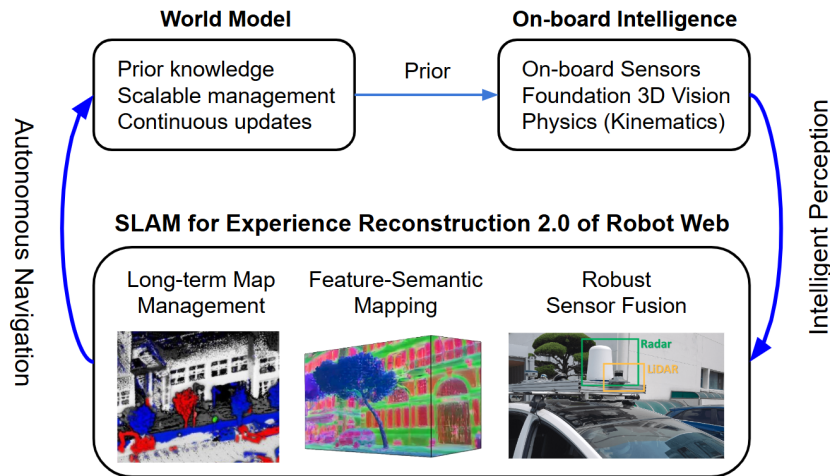 World Model
On-board Intelligence
Prior knowledge
Scalable management
Continuous updates
Prior
On-board Sensors
Foundation 3D Vision
Physics (Kinematics)
Autonomous Navigation
Intelligent Perception
SLAM for Experience Reconstruction 2.0 of Robot Web
Long-term Map
Management
Feature-Semantic
Mapping
Robust
Sensor Fusion
Radar
LiDAR